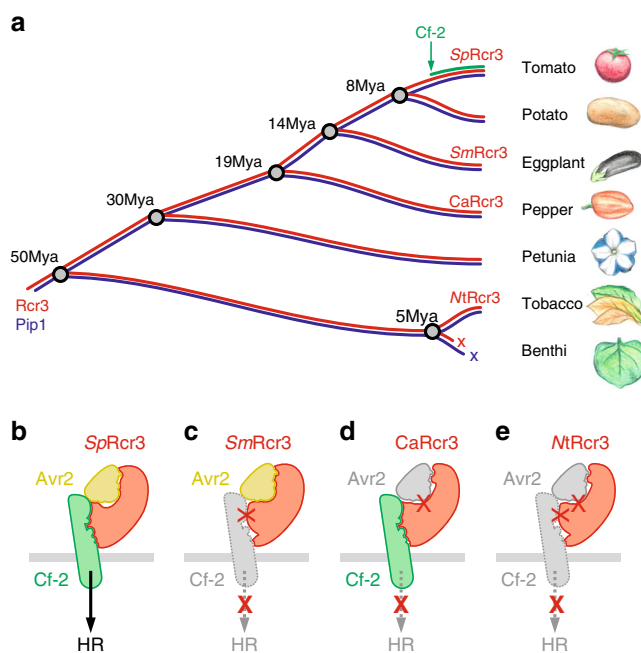 a
Cf-2
SpRcr3
Tomato
8Mya
Potato
14Mya
SmRcr3
Eggplant
19Mya
CaRcr3
Pepper
30Mya
Petunia
50Mya
NtRcr3
Tobacco
Rcr3
5Mya
x
Pip1
x
Benthi
b c d e
SpRcr3 SmRcr3 CaRcr3 NtRcr3
Avr2 Avr2 Avr2 Avr2
Cf-2 Cf-2 Cf-2 Cf-2
X X X
HR HR HR HR